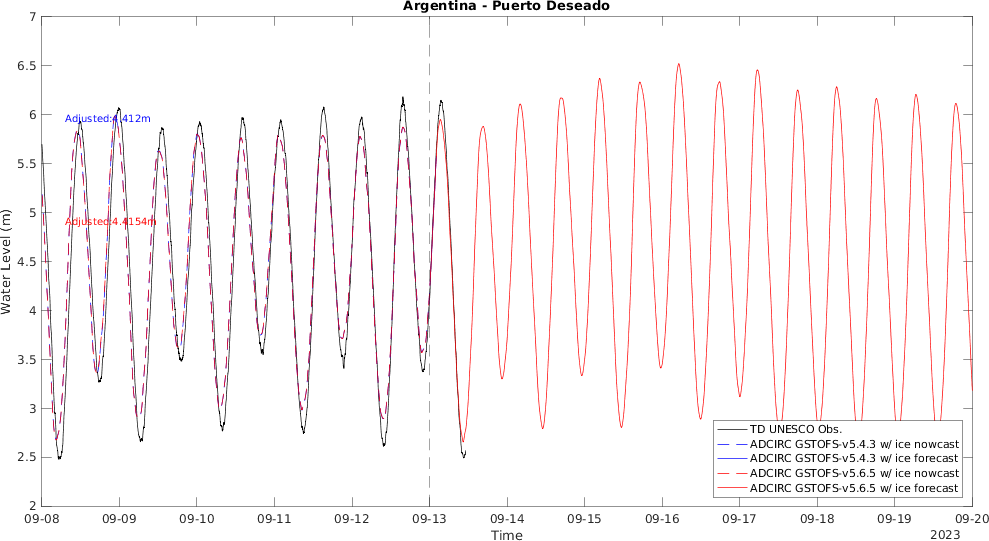 Argentina - Puerto Deseado
7
6.5
6
5.5
5
4.5
4
3.5
3
2.5
2
Water Level (m)
Adjusted:4.412m
Adjusted:4.4154m
TD UNESCO Obs.
ADCIRC GSTOFS-v5.4.3 w/ ice nowcast
ADCIRC GSTOFS-v5.4.3 w/ ice forecast
ADCIRC GSTOFS-v5.6.5 w/ ice nowcast
ADCIRC GSTOFS-v5.6.5 w/ ice forecast
09-08 09-09 09-10 09-11 09-12 09-13 09-14 09-15 09-16 09-17 09-18 09-19 09-20
Time
2023